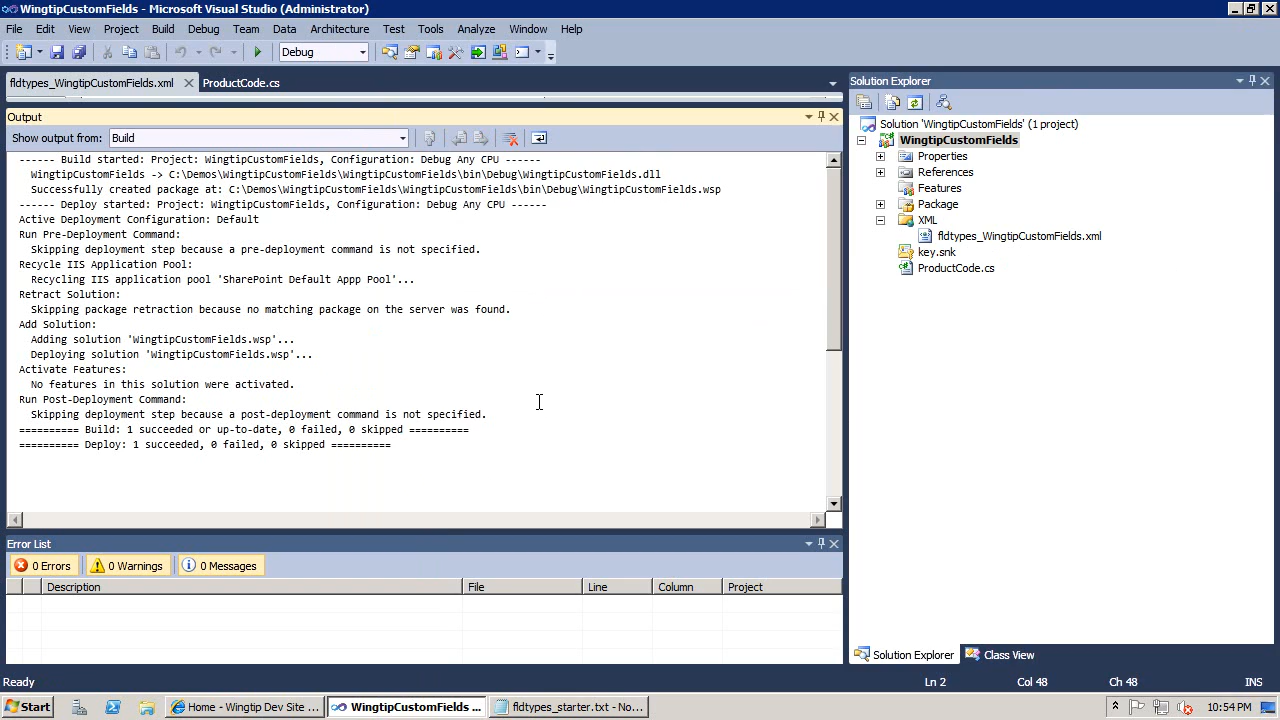 WingtipCustomFields - Microsoft Visual Studio (Administrator)
File Edit View Project Build Debug Team Data Architecture Test Tools Analyze Window Help
Debug
fldtypes_WingtipCustomFields.xml ProductCode.cs
Output
Show output from: Build
------ Build started: Project: WingtipCustomFields, Configuration: Debug Any CPU ------
WingtipCustomFields -> C:\Demos\WingtipCustomFields\WingtipCustomFields\bin\Debug\WingtipCustomFields.dll
Successfully created package at: C:\Demos\WingtipCustomFields\WingtipCustomFields\bin\Debug\WingtipCustomFields.wsp
------ Deploy started: Project: WingtipCustomFields, Configuration: Debug Any CPU ------
Active Deployment Configuration: Default
Run Pre-Deployment Command:
Skipping deployment step because a pre-deployment command is not specified.
Recycle IIS Application Pool:
Recycling IIS application pool 'SharePoint Default Appp Pool'...
Retract Solution:
Skipping package retraction because no matching package on the server was found.
Add Solution:
Adding solution 'WingtipCustomFields.wsp'...
Deploying solution 'WingtipCustomFields.wsp'...
Activate Features:
No features in this solution were activated.
Run Post-Deployment Command:
Skipping deployment step because a post-deployment command is not specified.
========== Build: 1 succeeded or up-to-date, 0 failed, 0 skipped ==========
========== Deploy: 1 succeeded, 0 failed, 0 skipped ==========
Error List
0 Errors 0 Warnings 0 Messages
Description File Line Column Project
Solution Explorer
Solution 'WingtipCustomFields' (1 project)
WingtipCustomFields
Properties
References
Features
Package
XML
fldtypes_WingtipCustomFields.xml
key.snk
ProductCode.cs
Solution Explorer Class View
Ready Ln 2 Col 48 Ch 48 INS
Start Home - Wingtip Dev Site ... WingtipCustomFields ... fldtypes_starter.txt - No... 10:54 PM